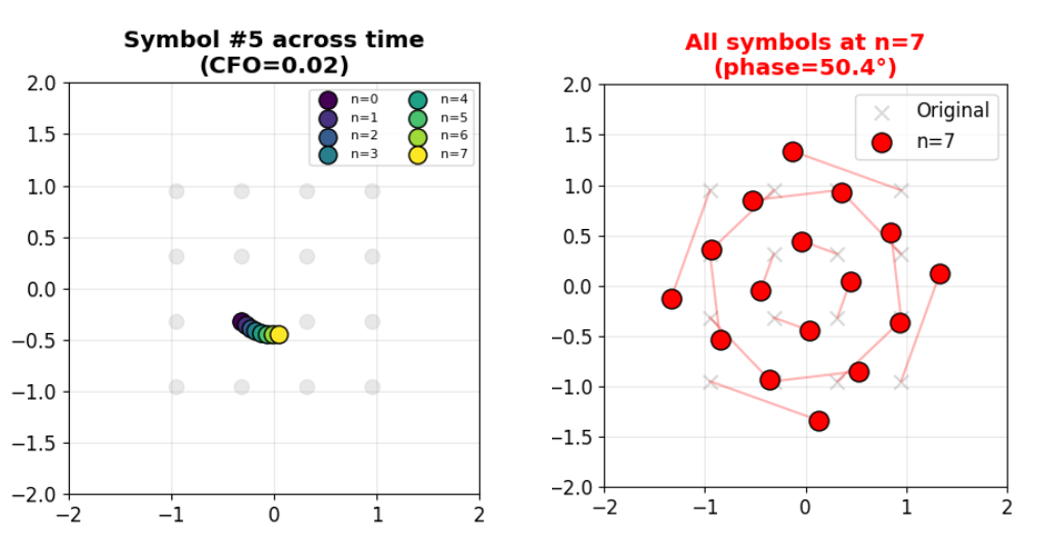 Symbol #5 across time
(CFO=0.02)
n=0
n=1
n=2
n=3
n=4
n=5
n=6
n=7
2.0
1.5
1.0
0.5
0.0
−0.5
−1.0
−1.5
−2.0
−2
−1
0
1
2
All symbols at n=7
(phase=50.4°)
Original
n=7
2.0
1.5
1.0
0.5
0.0
−0.5
−1.0
−1.5
−2.0
−2
−1
0
1
2